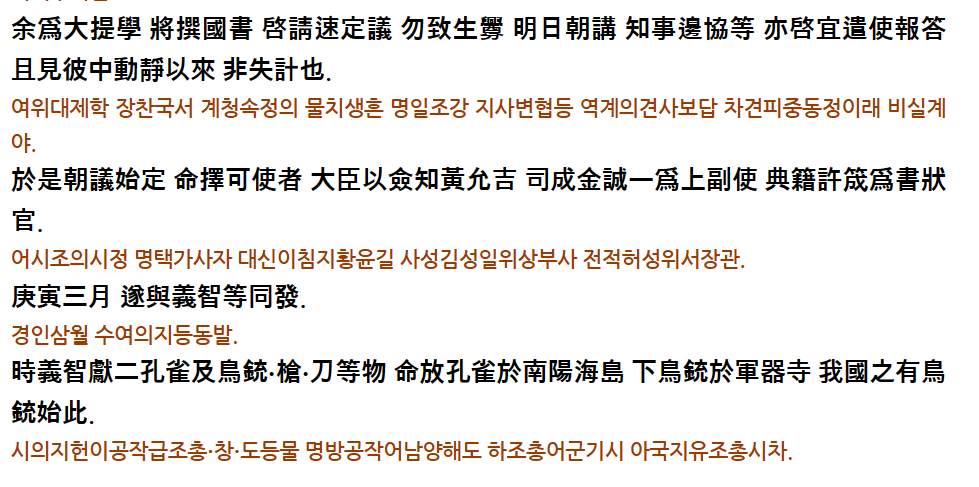 余爲大提學 將撰國書 啓請速定議 勿致生釁 明日朝講 知事邊協等 亦啓宜遣使報答
且見彼中動靜以來 非失計也.
여위대제학 장찬국서 계청속정의 물치생흔 명일조강 지사변협등 역계의견사보답 차견피중동정이래 비실계
야.
於是朝議始定 命擇可使者 大臣以僉知黃允吉 司成金誠一爲上副使 典籍許筬爲書狀
官.
어시조의시정 명택가사자 대신이침지황윤길 사성김성일위상부사 전적허성위서장관.
庚寅三月 遂與義智等同發.
경인삼월 수여의지등동발.
時義智獻二孔雀及鳥銃·槍·刀等物 命放孔雀於南陽海島 下鳥銃於軍器寺 我國之有鳥
銃始此.
시의지헌이공작급조총·창·도등물 명방공작어남양해도 하조총어군기시 아국지유조총시차.